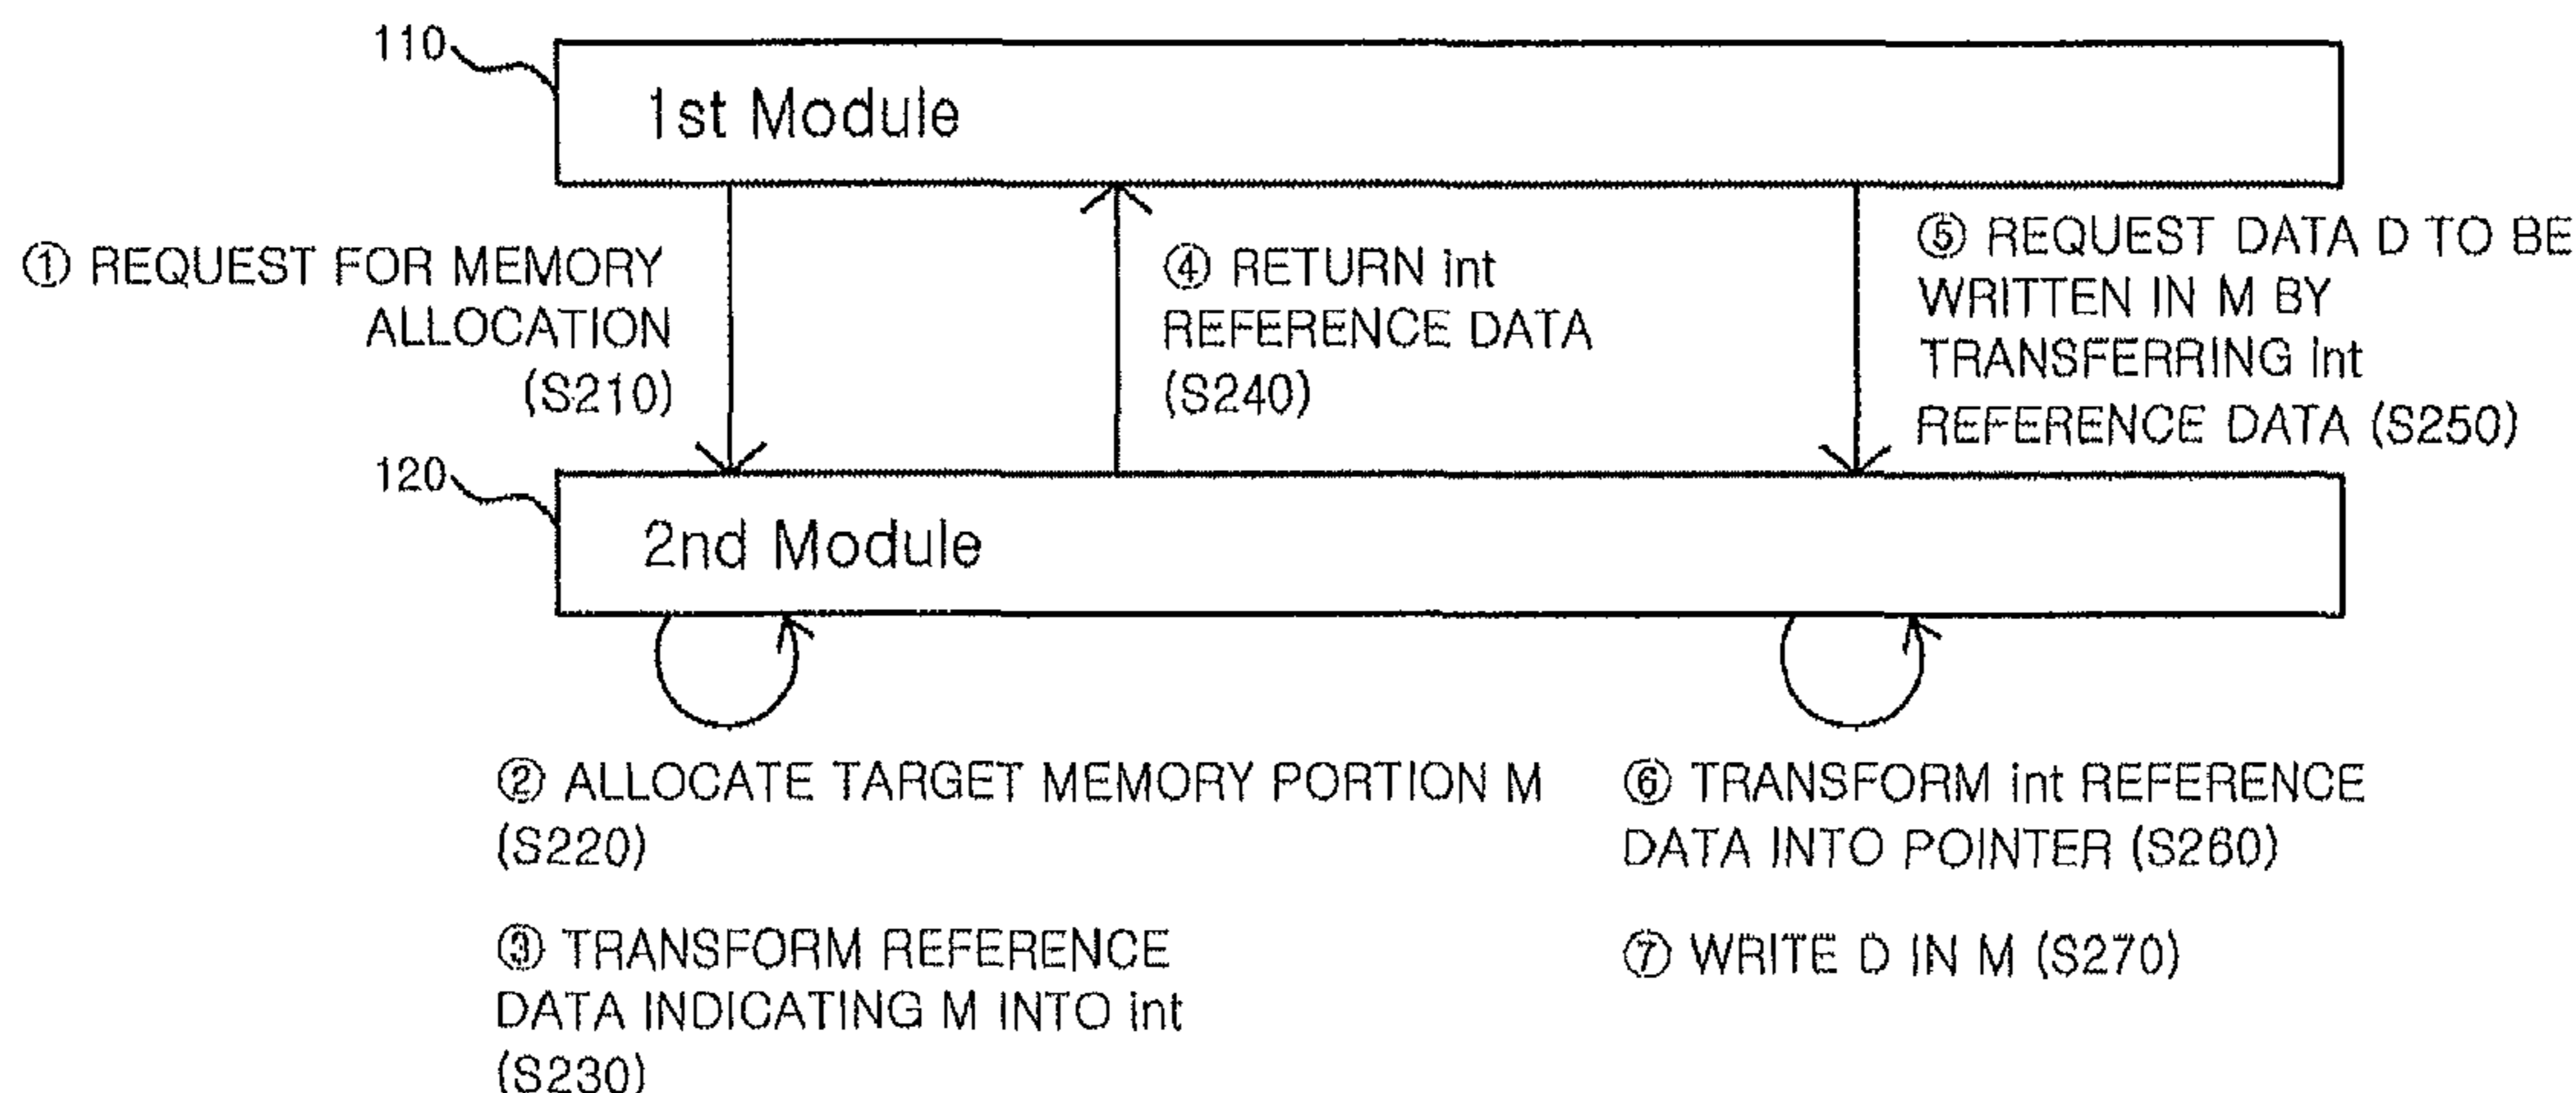 110
1st Module
① REQUEST FOR MEMORY
ALLOCATION
(S210)
④ RETURN int
REFERENCE DATA
(S240)
⑤ REQUEST DATA D TO BE
WRITTEN IN M BY
TRANSFERRING int
REFERENCE DATA (S250)
120
2nd Module
② ALLOCATE TARGET MEMORY PORTION M
(S220)
③ TRANSFORM REFERENCE
DATA INDICATING M INTO int
(S230)
⑥ TRANSFORM int REFERENCE
DATA INTO POINTER (S260)
⑦ WRITE D IN M (S270)